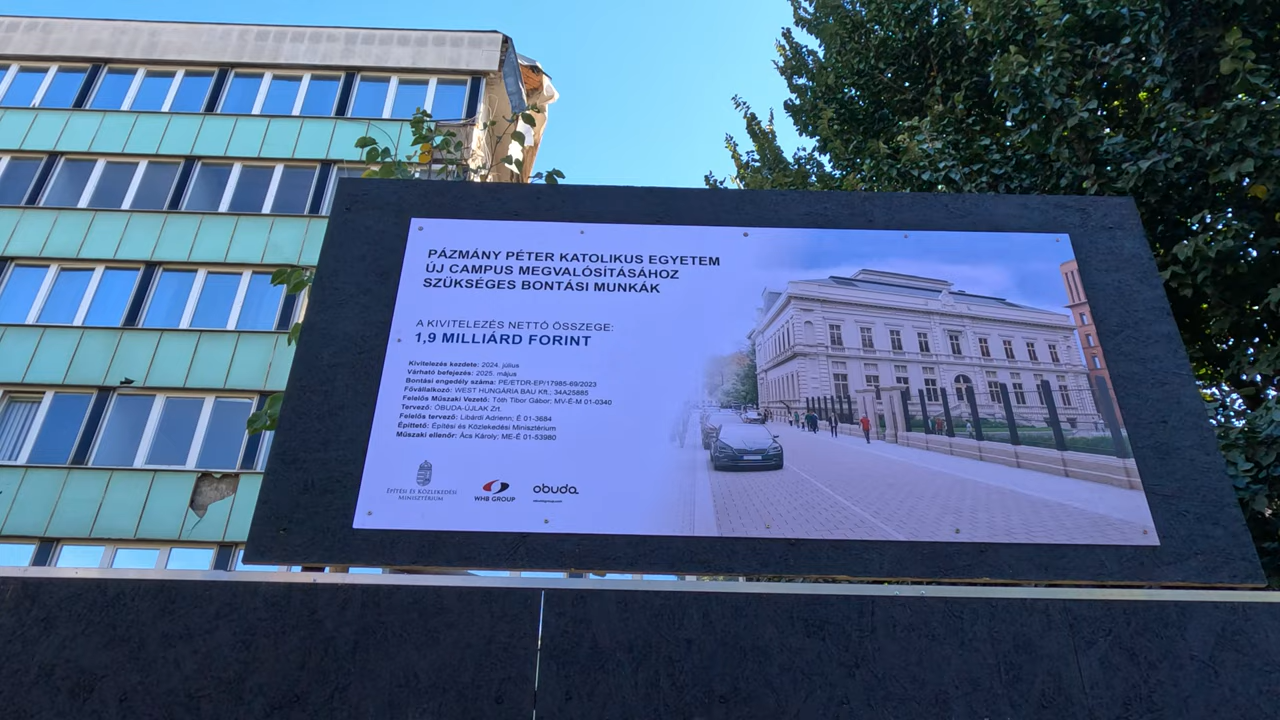 PÁZMÁNY PÉTER KATOLIKUS EGYETEM
ÚJ CAMPUS MEGVALÓSÍTÁSÁHOZ
SZÜKSÉGES BONTÁSI MUNKÁK
A KIVITELEZÉS NETTÓ ÖSSZEGE:
1,9 MILLIÁRD FORINT
Kivitelezés kezdete: 2024. július
Várható befejezés: 2025. május
Bontási engedély száma: PE/ETDR-EP/17985-69/2023
Fővállalkozó: WEST HUNGÁRIA BAU Kft.; 34A25885
Felelős Műszaki Vezető: Tóth Tibor Gábor; MV-É-M 01-0340
Tervező: ÓBUDA-ÚJLAK Zrt.
Felelős tervező: Libárdi Adrienn; É 01-3684
Építtető: Építési és Közlekedési Minisztérium
Műszaki ellenőr: Ács Károly; ME-É 01-53980
ÉPÍTÉSI ÉS KÖZLEKEDÉSI
MINISZTÉRIUM
WHB GROUP
obuda